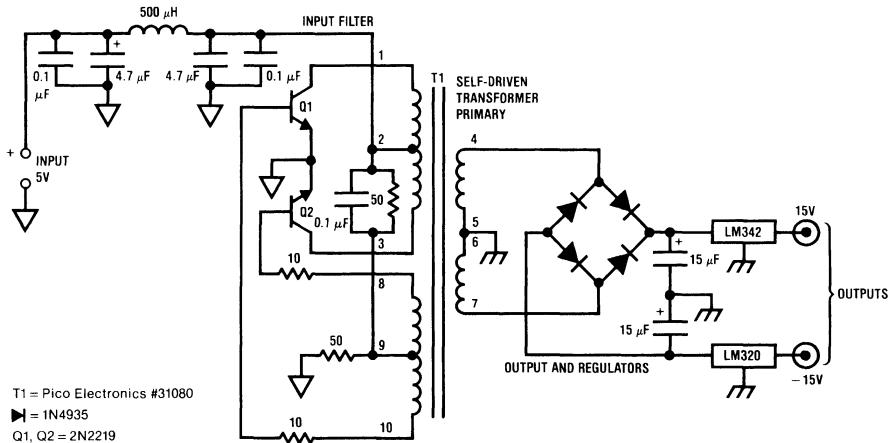 500 μH
INPUT FILTER
0.1 μF
+
4.7 μF
4.7 μF
0.1 μF
1
T1
SELF-DRIVEN
TRANSFORMER
PRIMARY
Q1
+
INPUT
5V
2
4
50
0.1 μF
Q2
3
5
6
15V
LM342
+
15 μF
10
8
7
OUTPUTS
+
15 μF
50
9
LM320
OUTPUT AND REGULATORS
–15V
T1 = Pico Electronics #31080
= 1N4935
Q1, Q2 = 2N2219
10
10